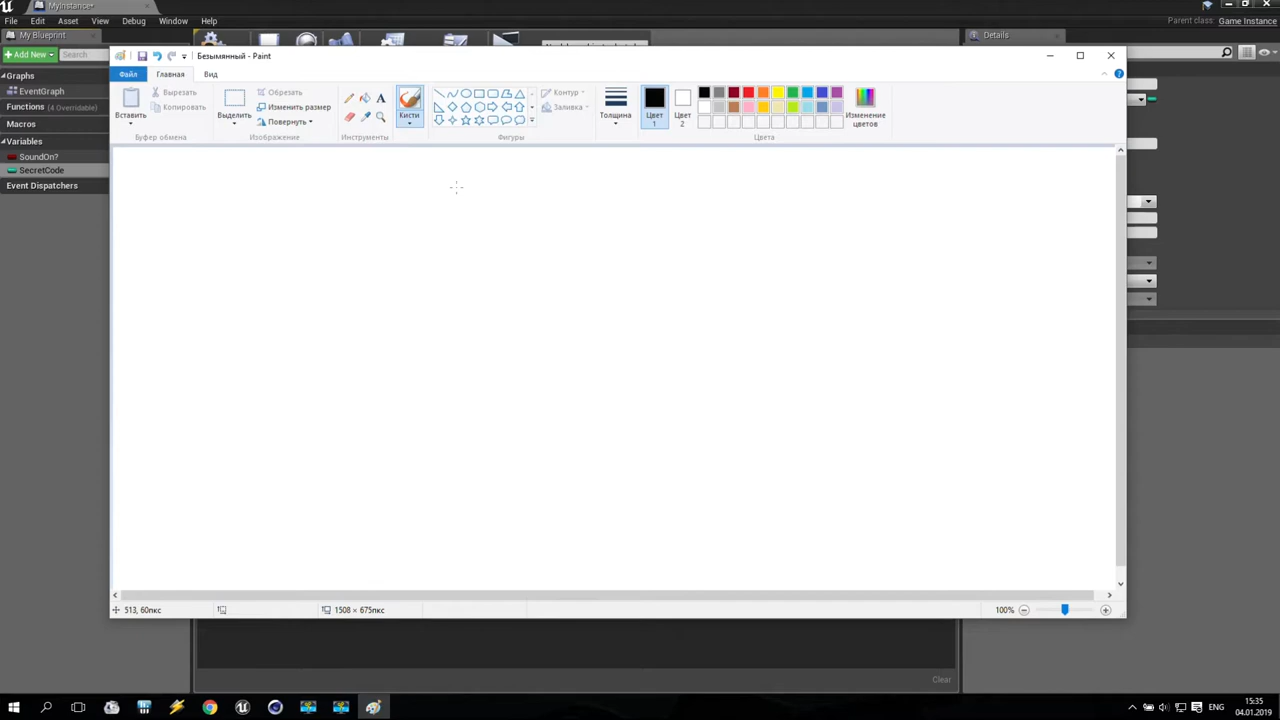 MyInstance*
File Edit Asset View Debug Window Help
Parent class: Game Instance
My Blueprint
Details
+ Add New Search
Graphs
EventGraph
Functions (4 Overridable)
Macros
Variables
SoundOn?
SecretCode
Event Dispatchers
Безымянный - Paint
Файл Главная Вид
Вставить
Вырезать
Копировать
Буфер обмена
Выделить
Обрезать
Изменить размер
Повернуть
Изображение
A
Инструменты
Кисти
Фигуры
Контур
Заливка
Толщина
Цвет 1
Цвет 2
Цвета
Изменение цветов
513, 60пкс
1508 × 675пкс
100%
Clear
ENG
15:35
04.01.2019